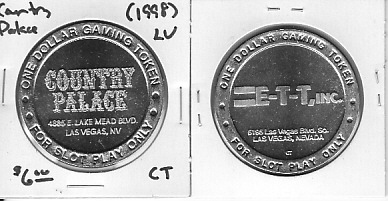 Country
Palace
(1998)
LV
ONE DOLLAR GAMING TOKEN
COUNTRY
PALACE
4885 E. LAKE MEAD BLVD.
LAS VEGAS, NV
FOR SLOT PLAY ONLY
$6.00
CT
ONE DOLLAR GAMING TOKEN
E-T-T, INC.
5195 Las Vegas Blvd. So.
LAS VEGAS, NEVADA
CT
FOR SLOT PLAY ONLY